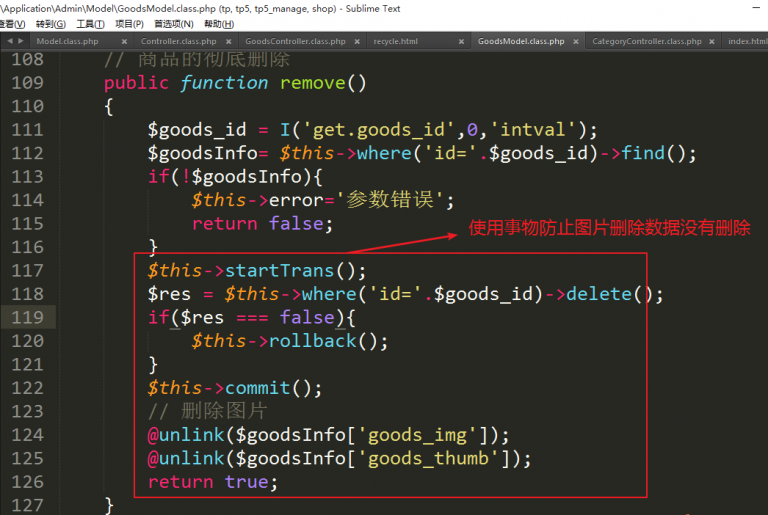 \Application\Admin\Model\GoodsModel.class.php (tp, tp5, tp5_manage, shop) - Sublime Text
查看(V) 转到(G) 工具(T) 项目(P) 首选项(N) 帮助(H)
Model.class.php × Controller.class.php × GoodsController.class.php × recycle.html × GoodsModel.class.php × CategoryController.class.php × index.html
108 // 商品的彻底删除
109 public function remove()
110 {
111 $goods_id = I('get.goods_id',0,'intval');
112 $goodsInfo= $this->where('id='.$goods_id)->find();
113 if(!$goodsInfo){
114 $this->error='参数错误';
115 return false;
使用事物防止图片删除数据没有删除
116 }
117 $this->startTrans();
118 $res = $this->where('id='.$goods_id)->delete();
119 if($res === false){
120 $this->rollback();
121 }
122 $this->commit();
123 // 删除图片
124 @unlink($goodsInfo['goods_img']);
125 @unlink($goodsInfo['goods_thumb']);
126 return true;
127 }